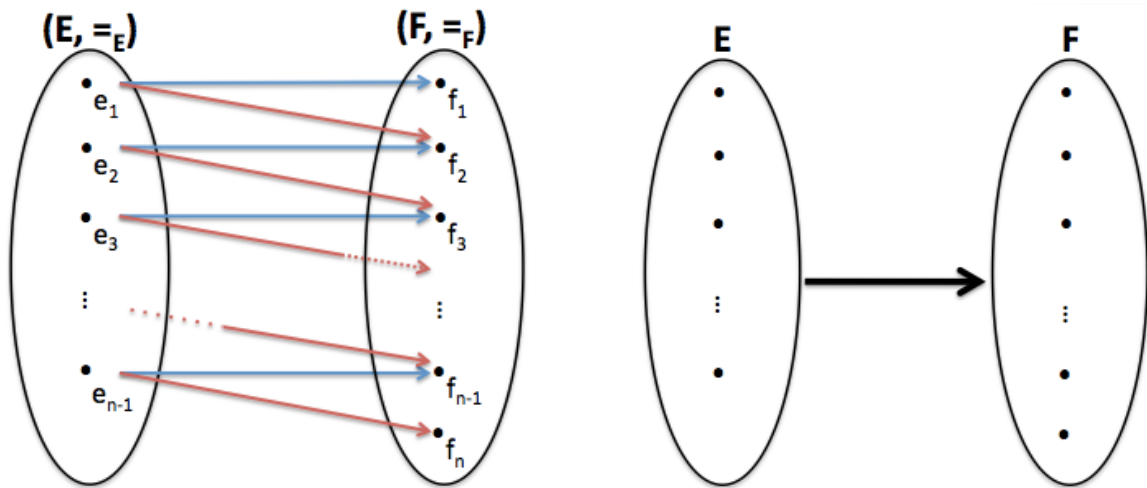 (E, =E) (F, =F) E F
e1 f1
e2 f2
e3 f3
⋮ ⋮ ⋮ ⋮
en-1 fn-1
fn